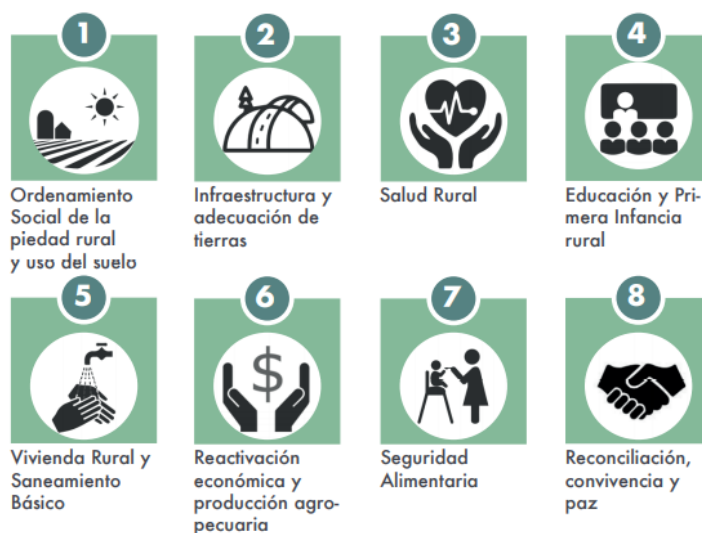 1
Ordenamiento
Social de la
piedad rural
y uso del suelo
2
Infraestructura y
adecuación de
tierras
3
Salud Rural
4
Educación y Pri-
mera Infancia
rural
5
Vivienda Rural y
Saneamiento
Básico
6
$
Reactivación
económica y
producción agro-
pecuaria
7
Seguridad
Alimentaria
8
Reconciliación,
convivencia y
paz